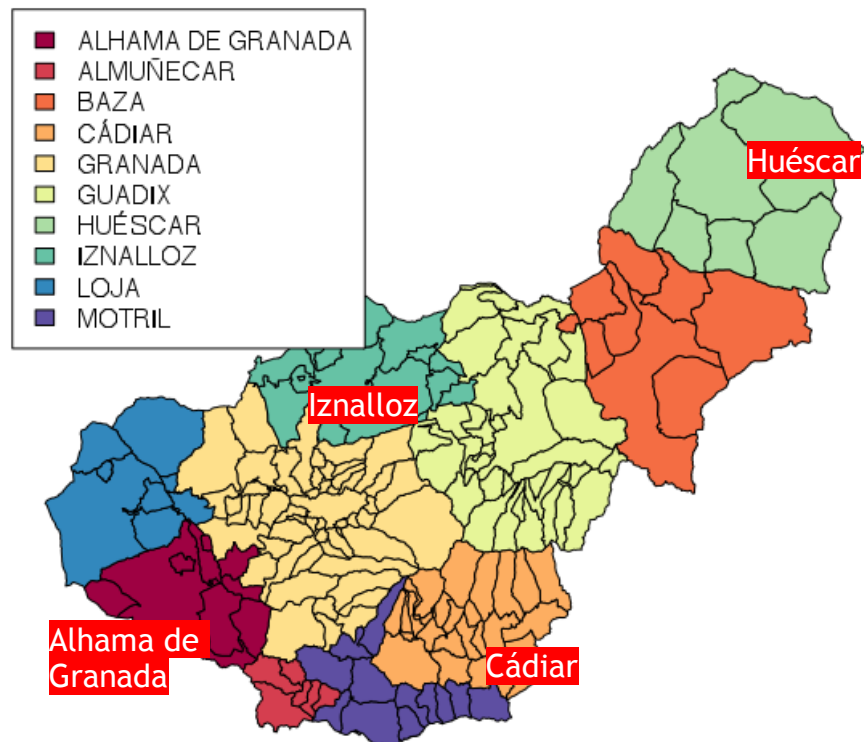 ALHAMA DE GRANADA
ALMUÑECAR
BAZA
CÁDIAR
GRANADA
GUADIX
HUÉSCAR
IZNALLOZ
LOJA
MOTRIL
Huéscar
Iznalloz
Alhama de
Granada
Cádiar